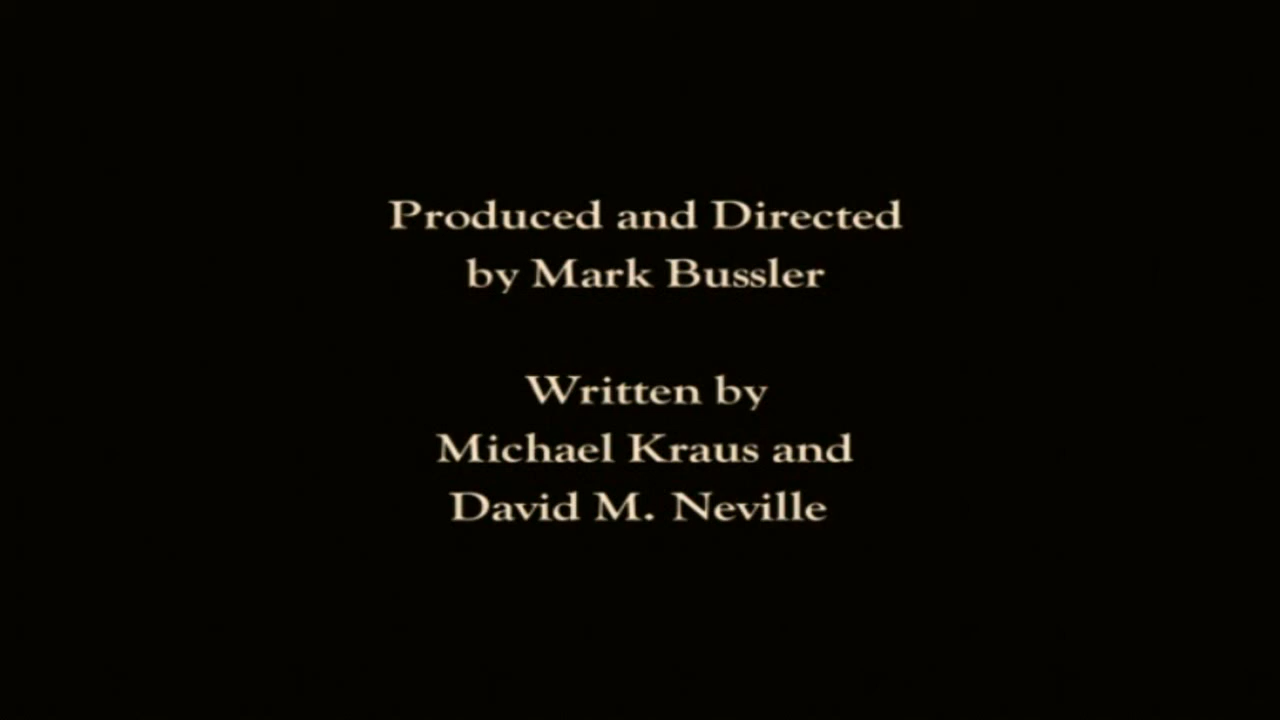 Produced and Directed
by Mark Bussler
Written by
Michael Kraus and
David M. Neville